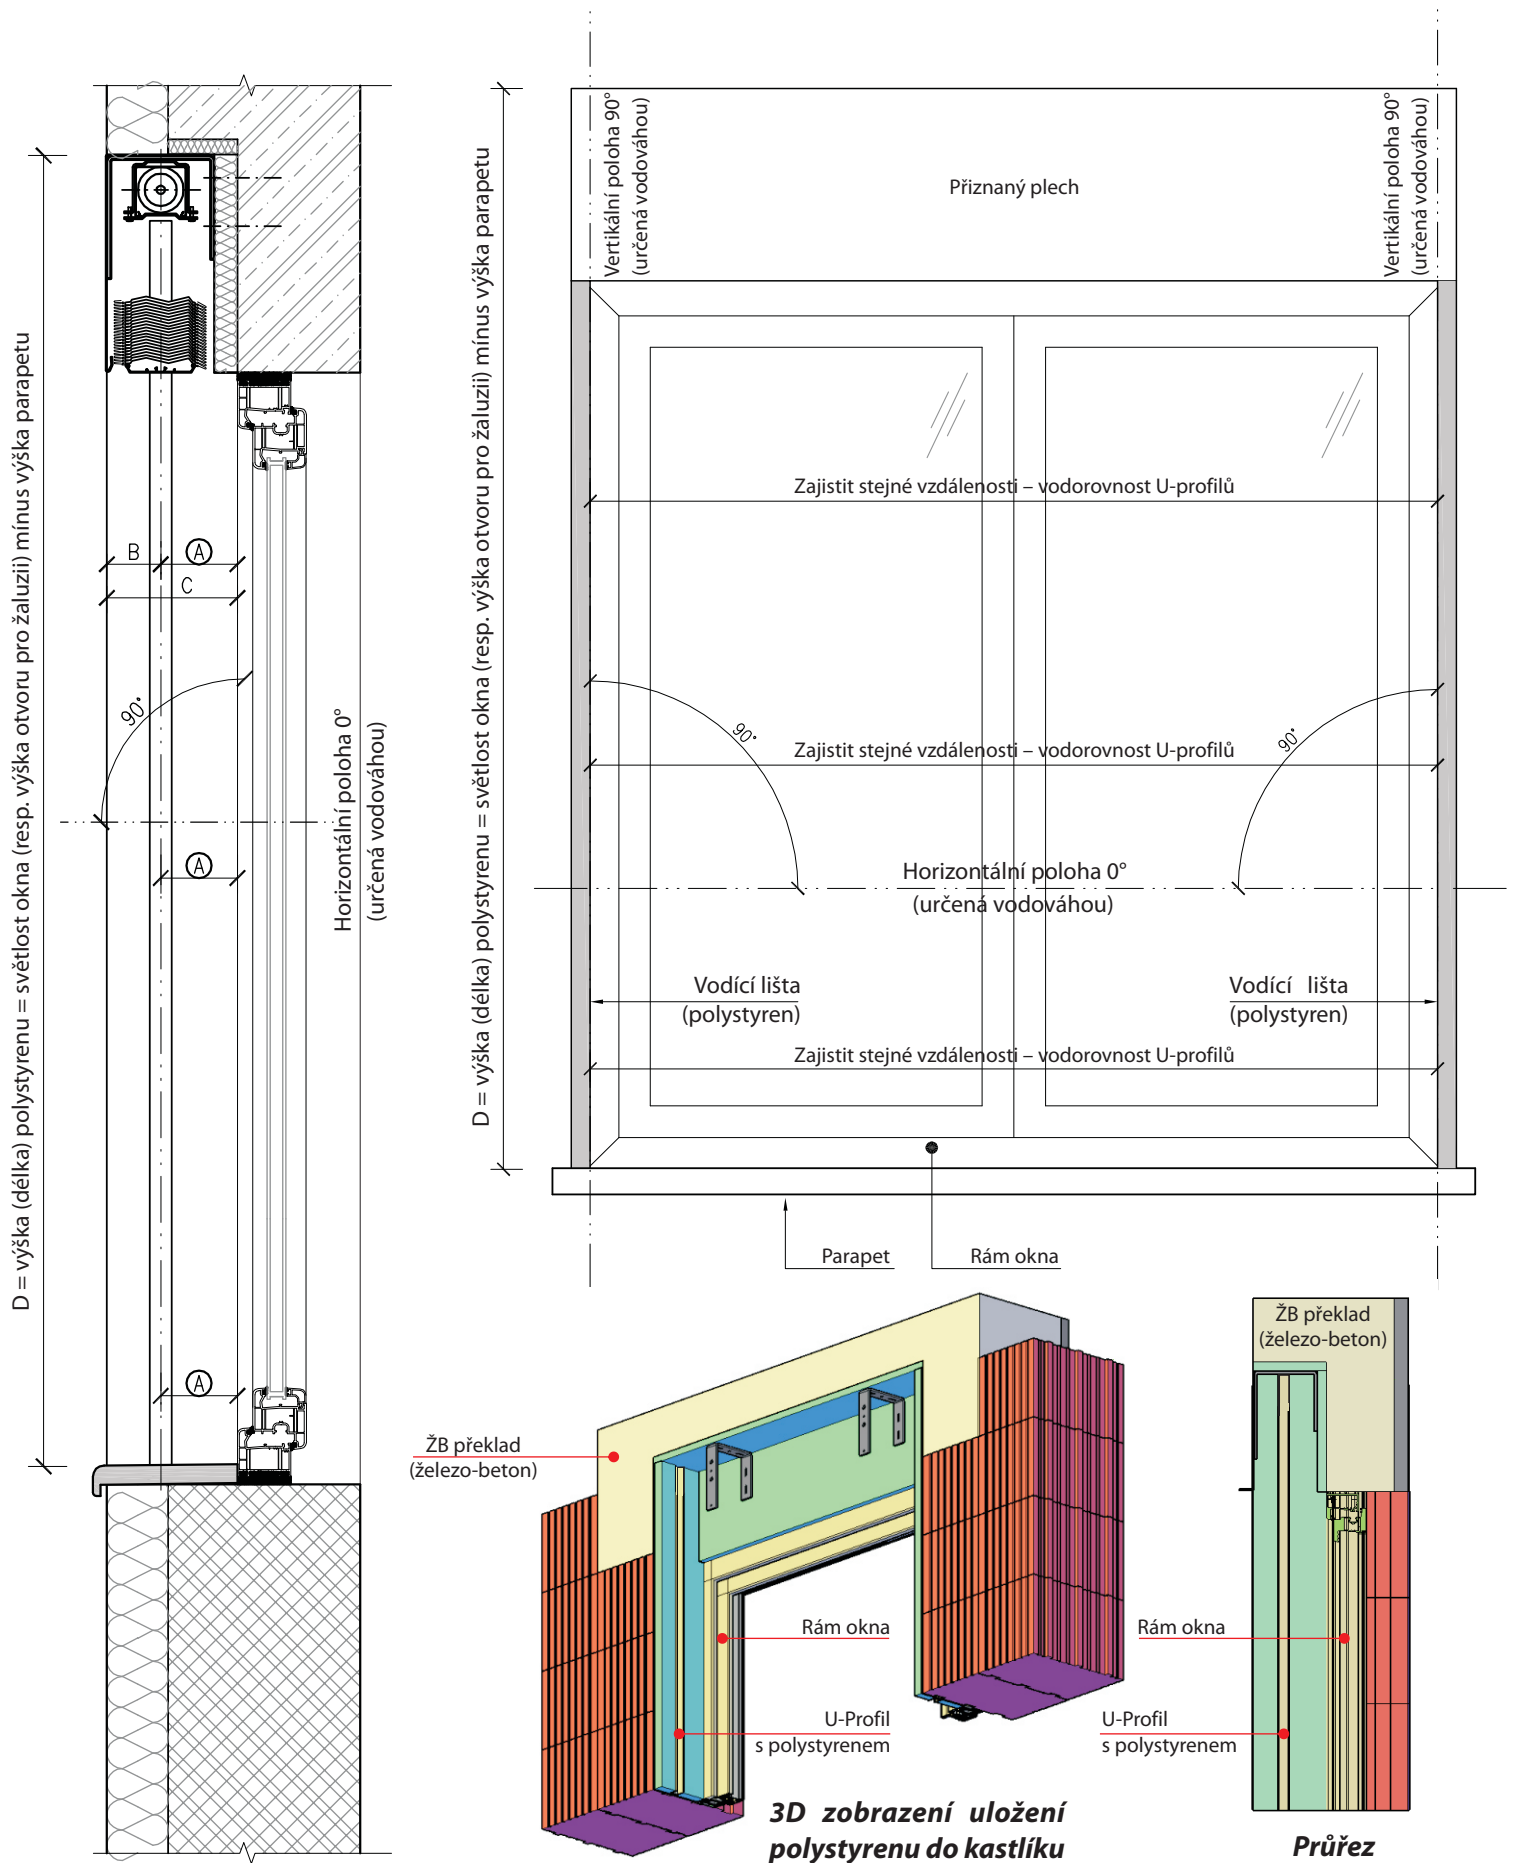 D = výška (délka) polystyrenu = světlost okna (resp. výška otvoru pro žaluzii) mínus výška parapetu
B
A
C
90°
A
A
Horizontální poloha 0°
(určená vodováhou)
D = výška (délka) polystyrenu = světlost okna (resp. výška otvoru pro žaluzii) mínus výška parapetu
Vertikální poloha 90°
(určená vodováhou)
Přiznaný plech
Vertikální poloha 90°
(určená vodováhou)
Zajistit stejné vzdálenosti – vodorovnost U-profilů
90°
Zajistit stejné vzdálenosti – vodorovnost U-profilů
90°
Horizontální poloha 0°
(určená vodováhou)
Vodící lišta
(polystyren)
Vodící lišta
(polystyren)
Zajistit stejné vzdálenosti – vodorovnost U-profilů
Parapet
Rám okna
ŽB překlad
(železo-beton)
Rám okna
U-Profil
s polystyrenem
3D zobrazení uložení
polystyrenu do kastlíku
ŽB překlad
(železo-beton)
Rám okna
U-Profil
s polystyrenem
Průřez